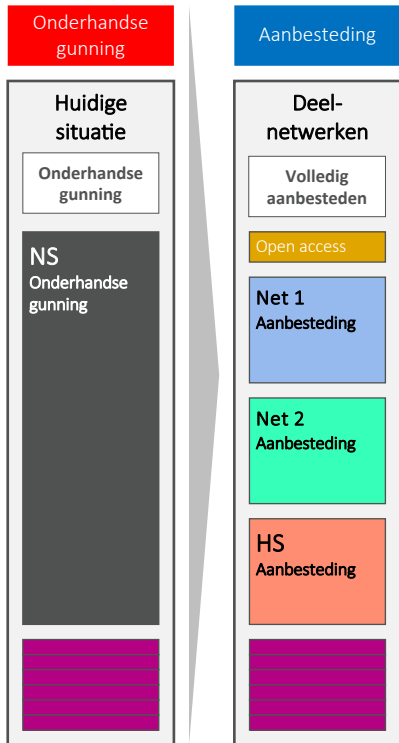 Onderhandse
gunning
Huidige
situatie
Onderhandse
gunning
NS
Onderhandse
gunning
Aanbesteding
Deel-
netwerken
Volledig
aanbesteden
Open access
Net 1
Aanbesteding
Net 2
Aanbesteding
HS
Aanbesteding